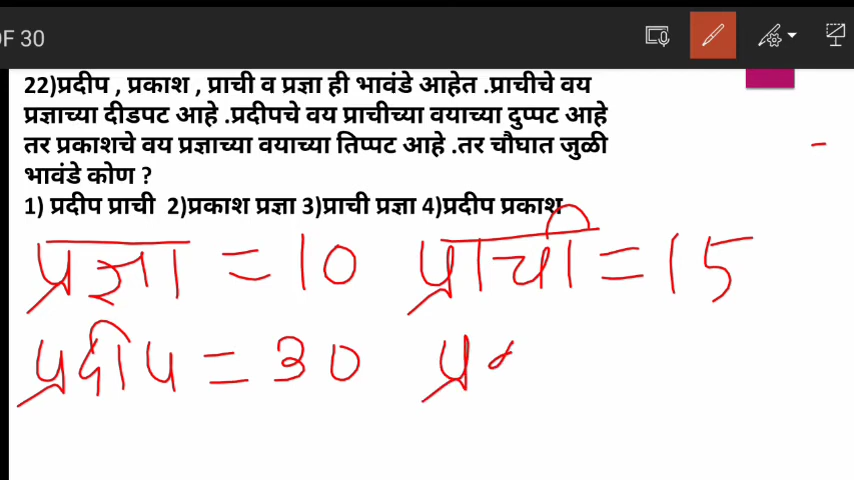 OF 30
22)प्रदीप , प्रकाश , प्राची व प्रज्ञा ही भावंडे आहेत .प्राचीचे वय
प्रज्ञाच्या दीडपट आहे .प्रदीपचे वय प्राचीच्या वयाच्या दुप्पट आहे
तर प्रकाशचे वय प्रज्ञाच्या वयाच्या तिप्पट आहे .तर चौघात जुळी
भावंडे कोण ?
1) प्रदीप प्राची 2)प्रकाश प्रज्ञा 3)प्राची प्रज्ञा 4)प्रदीप प्रकाश
प्रज्ञा = 10 प्राची = 15
प्रदीप = 30 प्र